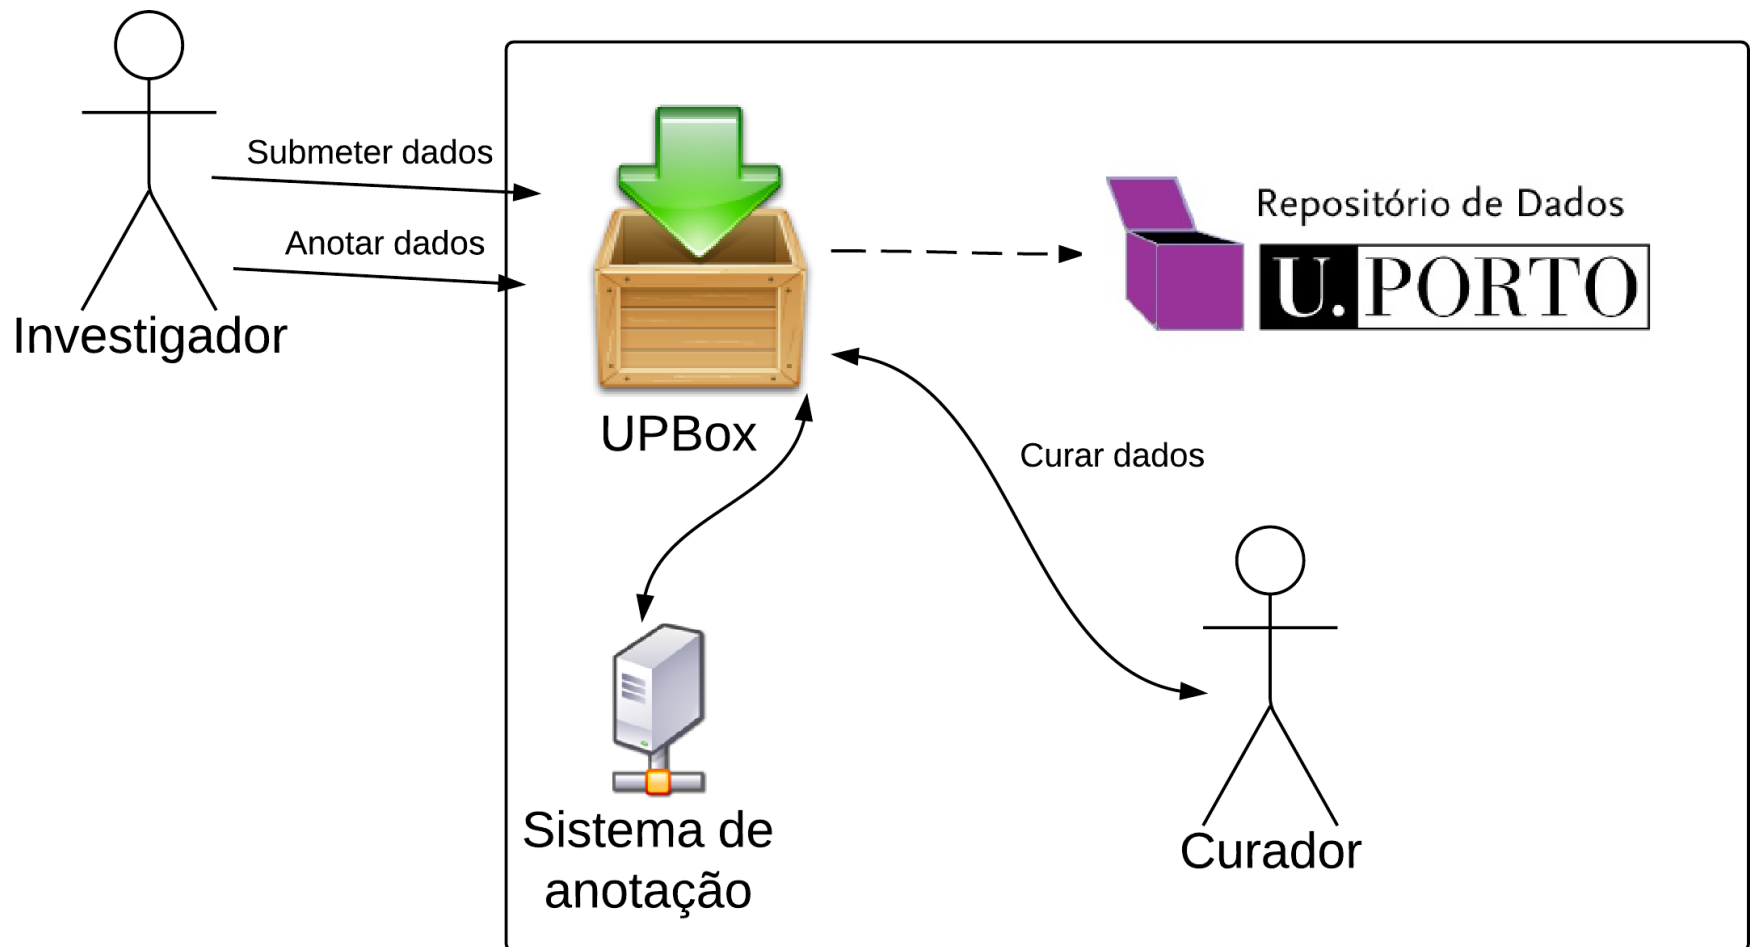 Submeter dados
Anotar dados
Investigador
UPBox
Repositório de Dados
U.PORTO
Curar dados
Sistema de
anotação
Curador